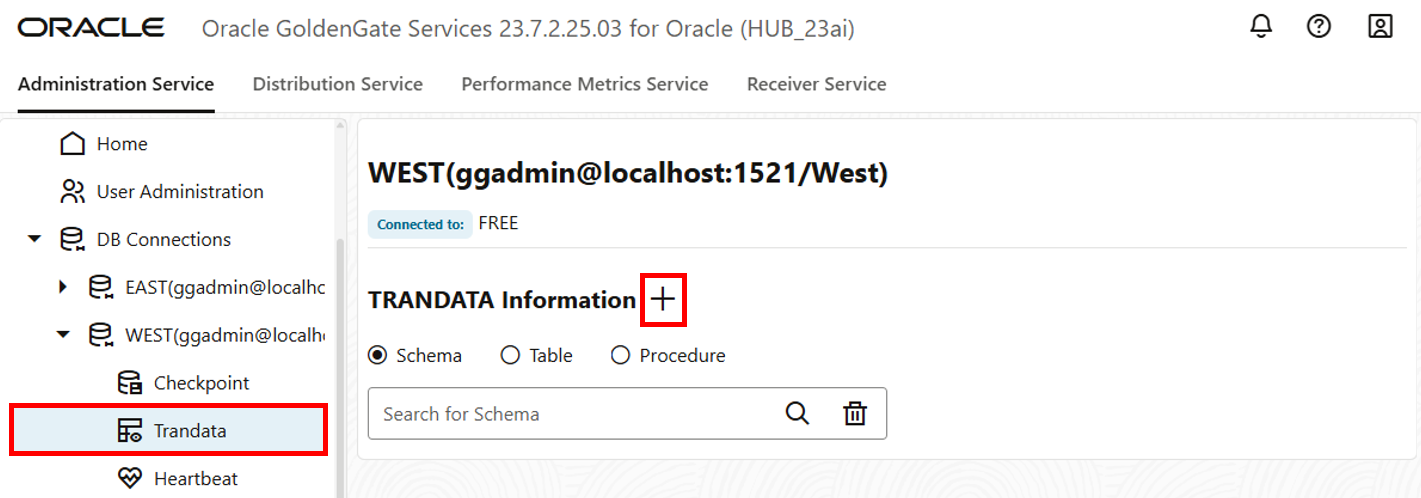 ORACLE Oracle GoldenGate Services 23.7.2.25.03 for Oracle (HUB_23ai)
Administration Service Distribution Service Performance Metrics Service Receiver Service
Home
User Administration
DB Connections
EAST(ggadmin@localhc
WEST(ggadmin@localh
Checkpoint
Trandata
Heartbeat
WEST(ggadmin@localhost:1521/West)
Connected to: FREE
TRANDATA Information
Schema Table Procedure
Search for Schema